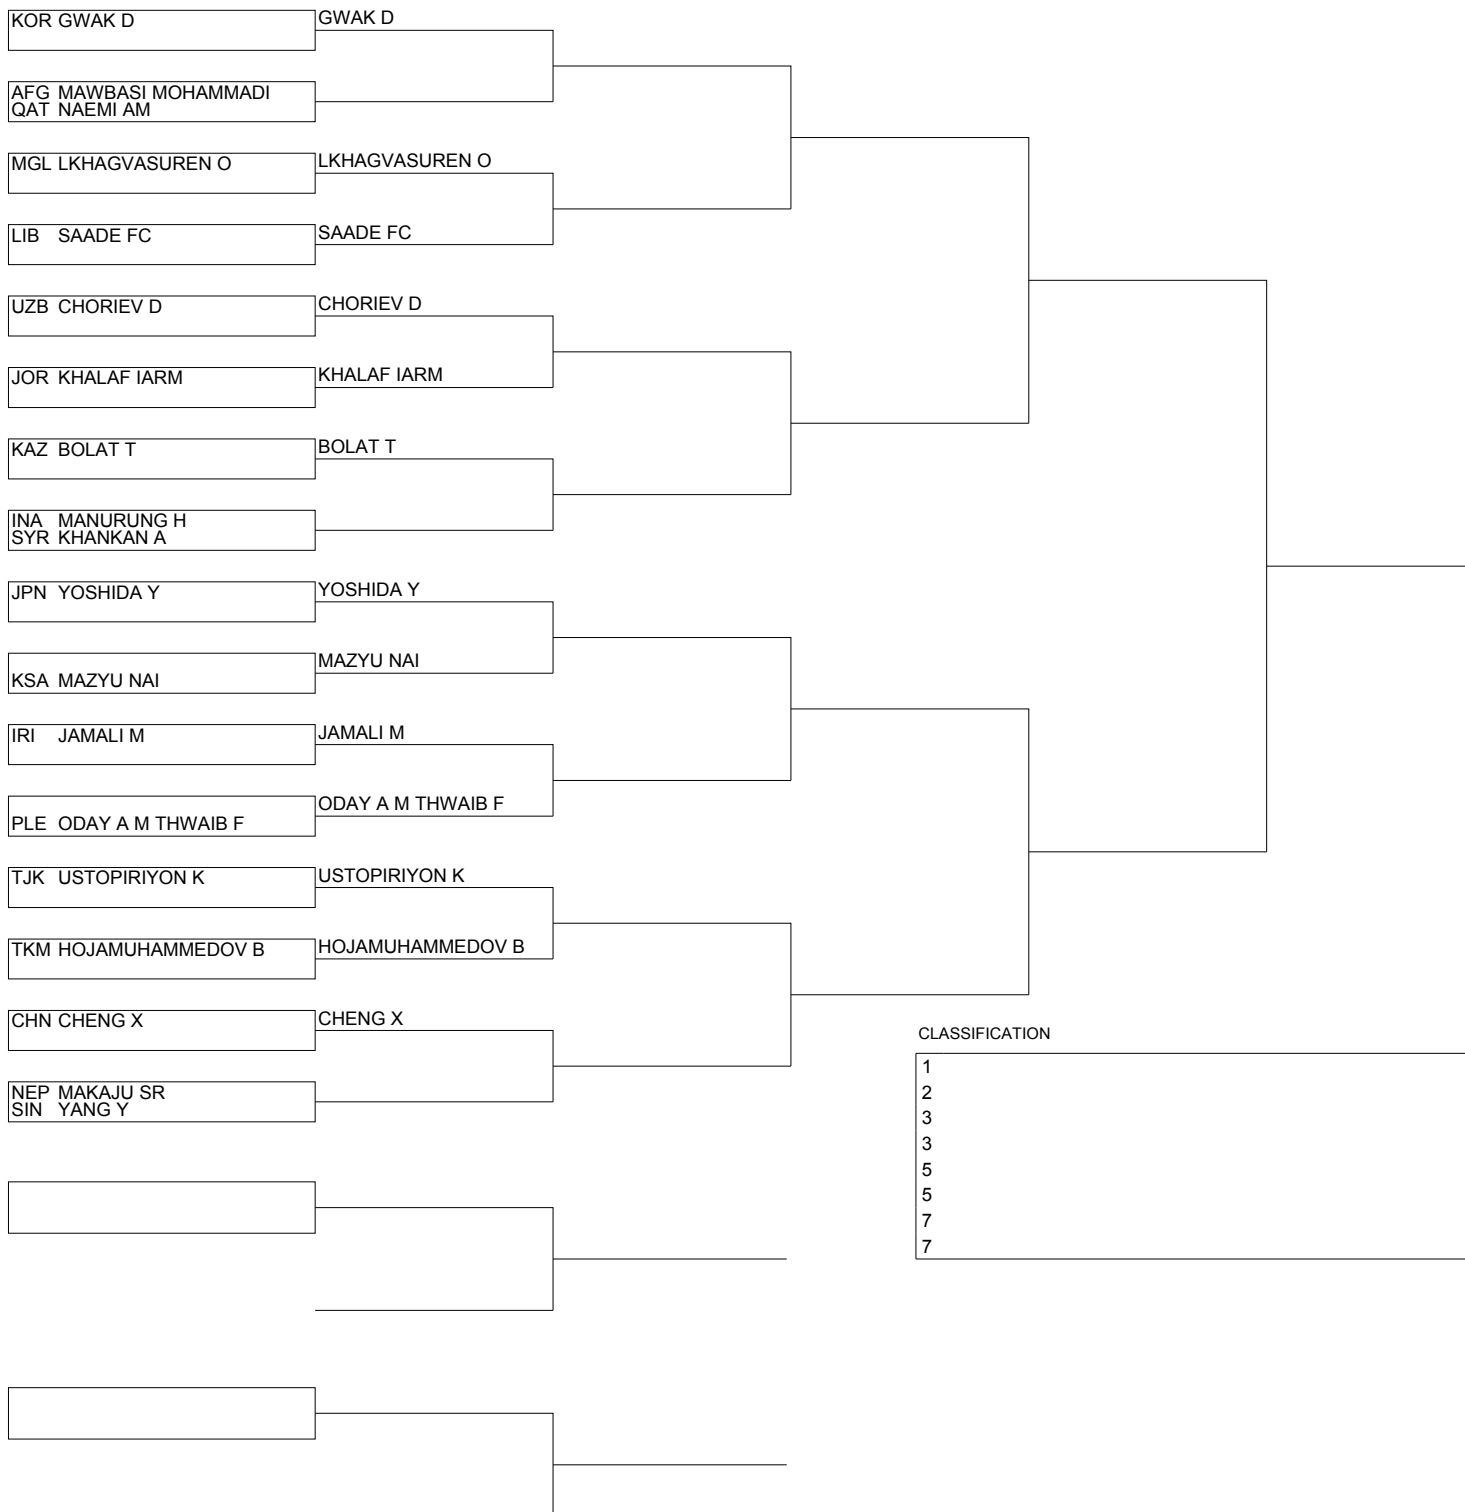 KOR GWAK D
GWAK D
AFG MAWBASI MOHAMMADI
QAT NAEMI AM
MGL LKHAGVASUREN O
LKHAGVASUREN O
LIB SAADE FC
SAADE FC
UZB CHORIEV D
CHORIEV D
JOR KHALAF IARM
KHALAF IARM
KAZ BOLAT T
BOLAT T
INA MANURUNG H
SYR KHANKAN A
JPN YOSHIDA Y
YOSHIDA Y
MAZYU NAI
KSA MAZYU NAI
IRI JAMALI M
JAMALI M
ODAY A M THWAIB F
PLE ODAY A M THWAIB F
TJK USTOPIRIYON K
USTOPIRIYON K
TKM HOJAMUHAMMEDOV B
HOJAMUHAMMEDOV B
CHN CHENG X
CHENG X
NEP MAKAJU SR
SIN YANG Y
CLASSIFICATION
1
2
3
3
5
5
7
7